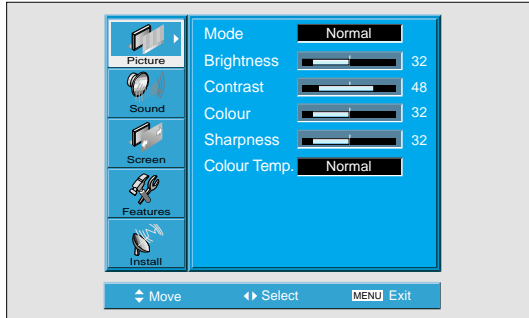 Picture
Sound
Screen
Features
Install
Mode Normal
Brightness 32
Contrast 48
Colour 32
Sharpness 32
Colour Temp. Normal
Move Select MENU Exit